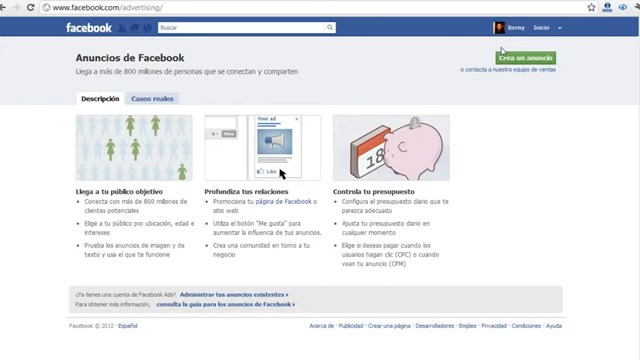 www.facebook.com/advertising/
facebook
Buscar
Berny
Inicio
Anuncios de Facebook
Llega a más de 800 millones de personas que se conectan y comparten
Crea un anuncio
o contacta a nuestro equipo de ventas
Descripción
Casos reales
Your ad
Like
18
Llega a tu público objetivo
Conecta con más de 800 millones de
clientes potenciales
Elige a tu público por ubicación, edad e
intereses
Prueba los anuncios de imagen y de
texto y usa el que te funcione
Profundiza tus relaciones
Promociona tu página de Facebook o
sitio web
Utiliza el botón "Me gusta" para
aumentar la influencia de tus anuncios.
Crea una comunidad en torno a tu
negocio
Controla tu presupuesto
Configura el presupuesto diario que te
parezca adecuado
Ajusta tu presupuesto diario en
cualquier momento
Elige si deseas pagar cuando los
usuarios hagan clic (CPC) o cuando
vean tu anuncio (CPM)
¿Ya tienes una cuenta de Facebook Ads? Administrar tus anuncios existentes
Para obtener más información, consulta la guía para los anuncios de Facebook
Facebook © 2012 · Español
Acerca de · Publicidad · Crear una página · Desarrolladores · Empleo · Privacidad · Condiciones · Ayuda